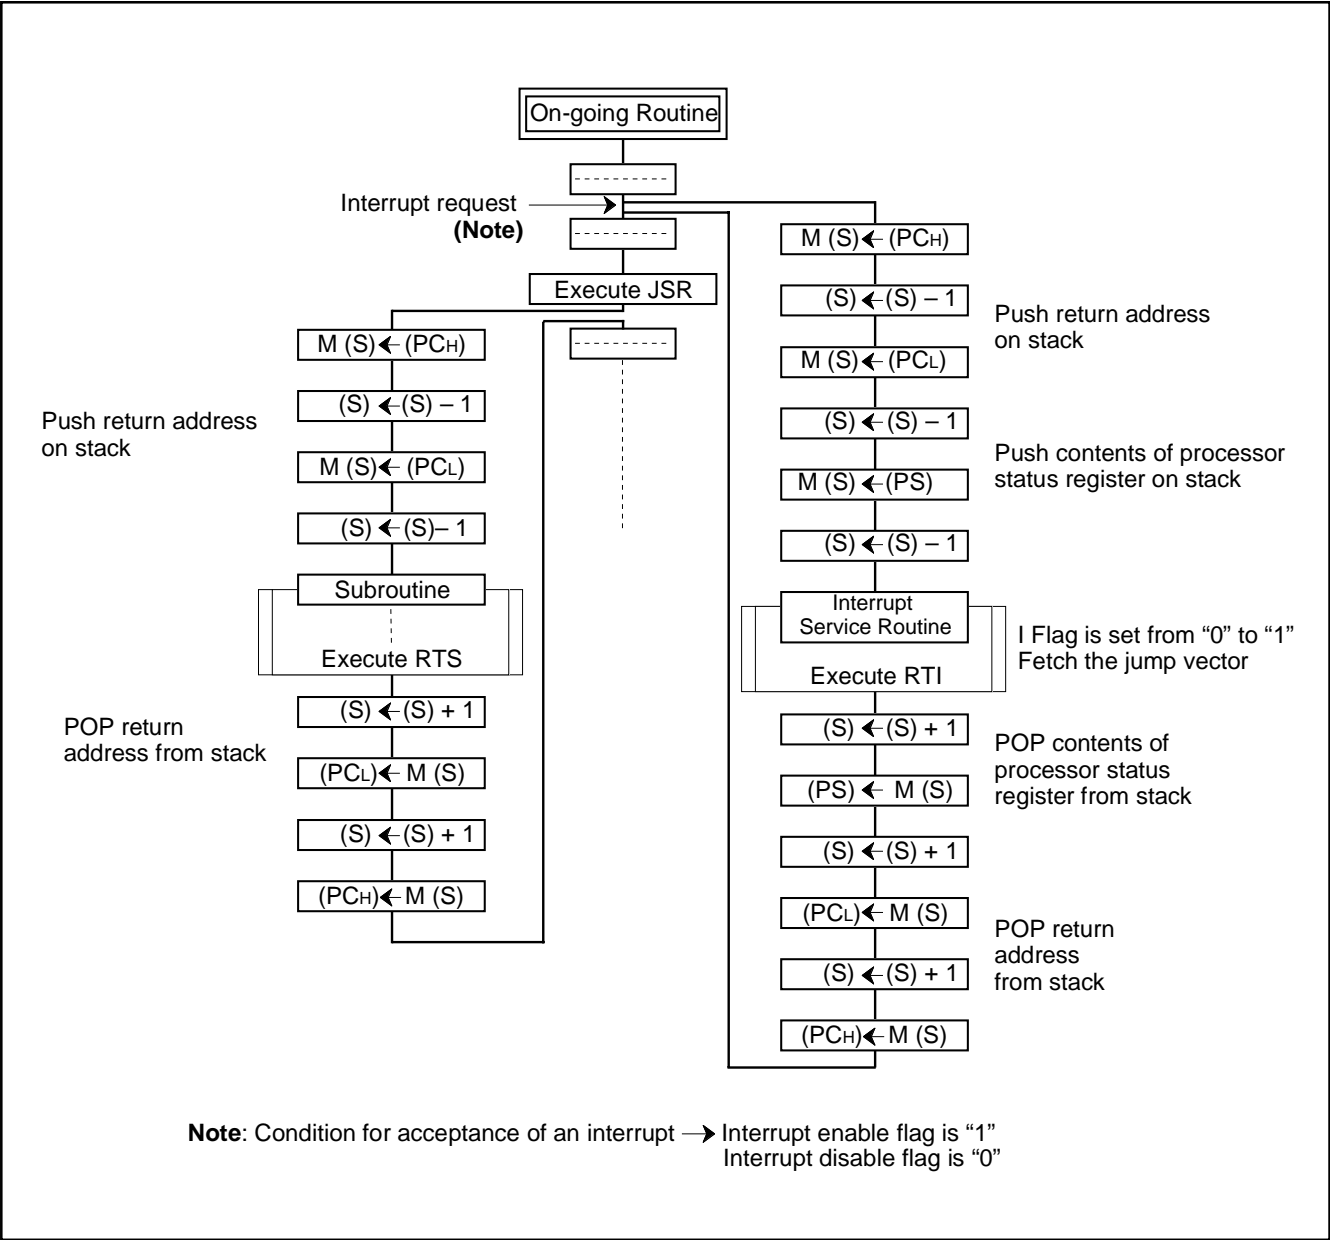 On-going Routine
Interrupt request
(Note)
Execute JSR
M (S) ← (PCH)
(S) ← (S) – 1
M (S) ← (PCL)
(S) ← (S)– 1
Push return address
on stack
Subroutine
Execute RTS
POP return
address from stack
(S) ← (S) + 1
(PCL) ← M (S)
(S) ← (S) + 1
(PCH) ← M (S)
M (S) ← (PCH)
(S) ← (S) – 1
M (S) ← (PCL)
(S) ← (S) – 1
M (S) ← (PS)
(S) ← (S) – 1
Push return address
on stack
Push contents of processor
status register on stack
Interrupt
Service Routine
Execute RTI
I Flag is set from “0” to “1”
Fetch the jump vector
(S) ← (S) + 1
(PS) ← M (S)
(S) ← (S) + 1
(PCL) ← M (S)
(S) ← (S) + 1
(PCH) ← M (S)
POP contents of
processor status
register from stack
POP return
address
from stack
Note: Condition for acceptance of an interrupt → Interrupt enable flag is “1”
Interrupt disable flag is “0”